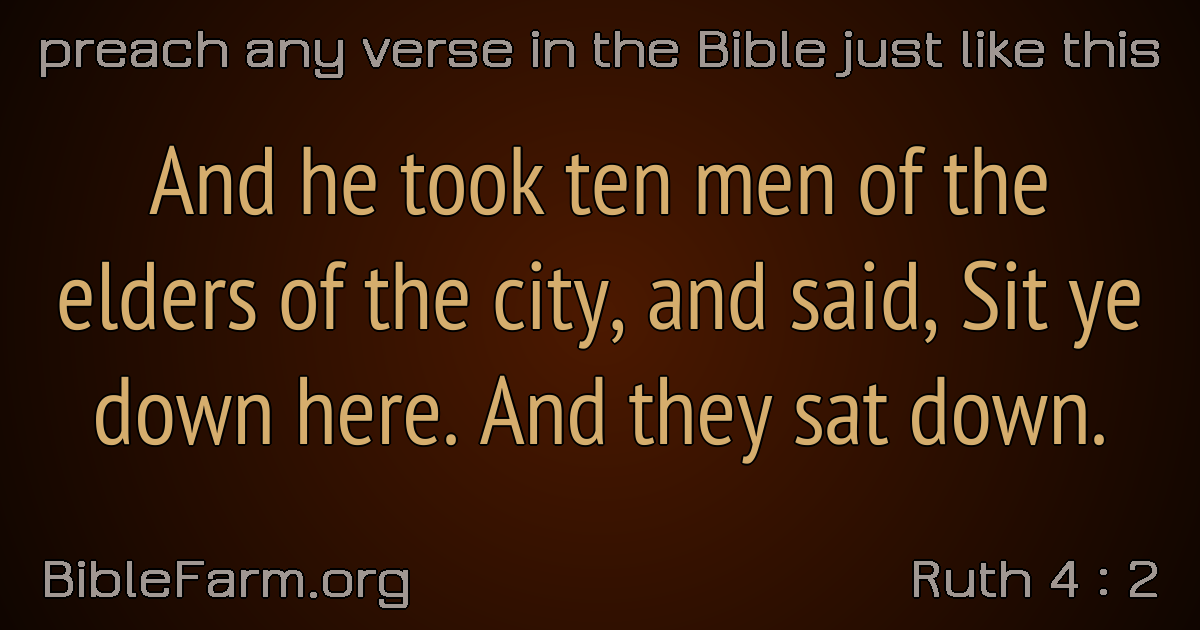 preach any verse in the Bible just like this
And he took ten men of the
elders of the city, and said, Sit ye
down here. And they sat down.
BibleFarm.org
Ruth 4 : 2